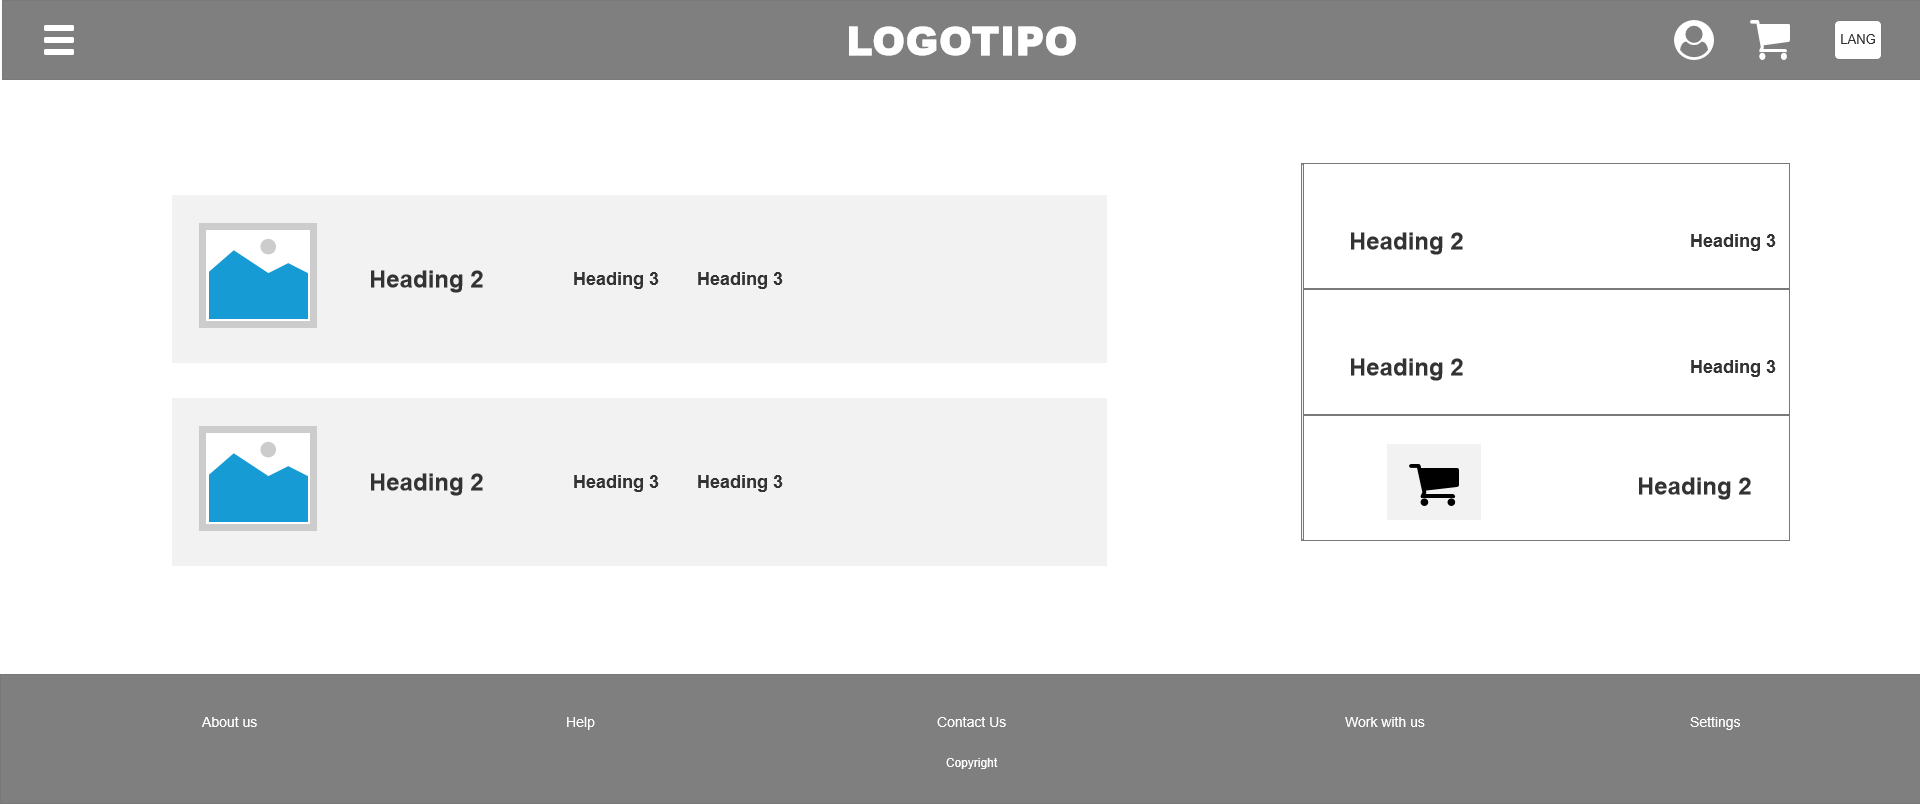 LOGOTIPO
LANG
Heading 2 Heading 3 Heading 3
Heading 2 Heading 3 Heading 3
Heading 2 Heading 3
Heading 2 Heading 3
Heading 2
About us Help Contact Us Work with us Settings
Copyright